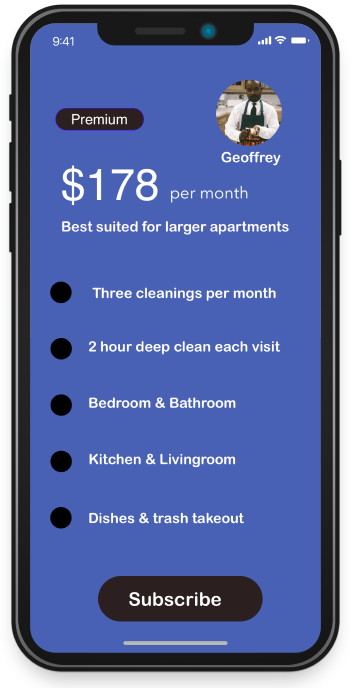 9:41
Premium
Geoffrey
$178 per month
Best suited for larger apartments
Three cleanings per month
2 hour deep clean each visit
Bedroom & Bathroom
Kitchen & Livingroom
Dishes & trash takeout
Subscribe